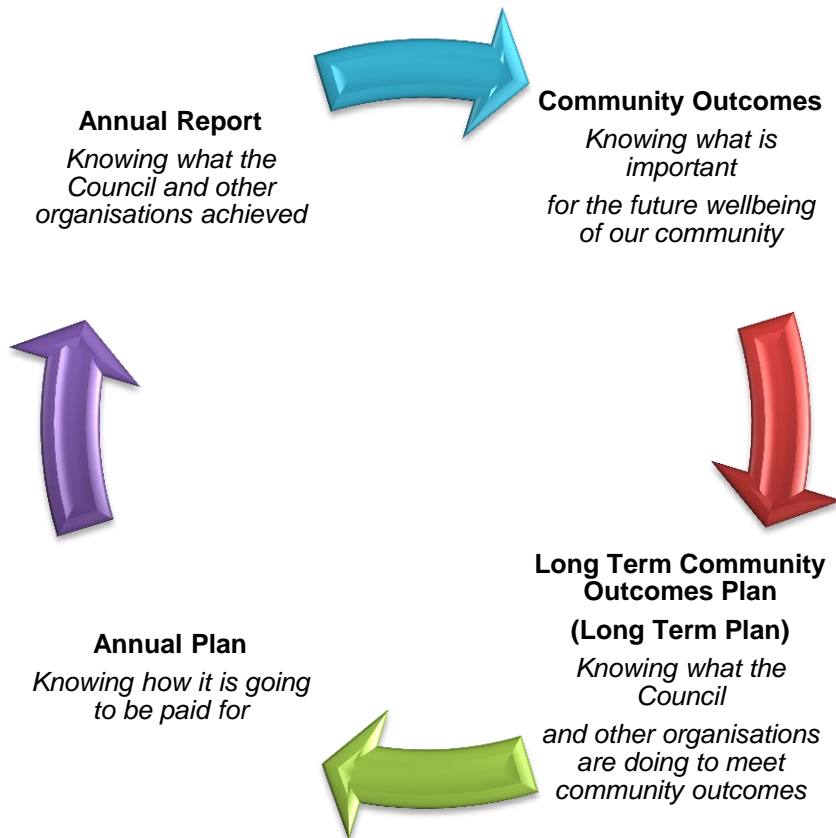 Annual Report
Knowing what the
Council and other
organisations achieved
Community Outcomes
Knowing what is
important
for the future wellbeing
of our community
Long Term Community
Outcomes Plan
(Long Term Plan)
Knowing what the
Council
and other organisations
are doing to meet
community outcomes
Annual Plan
Knowing how it is going
to be paid for